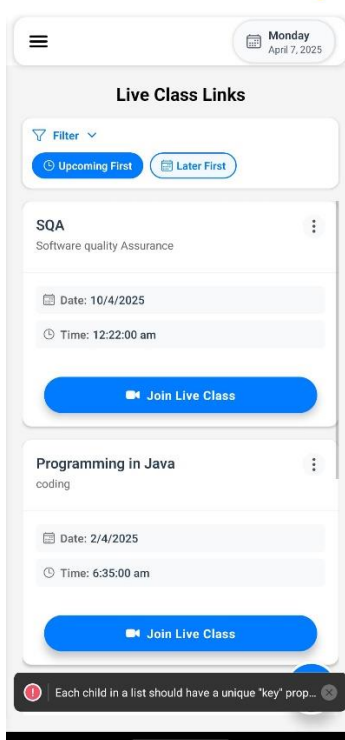 Monday
April 7, 2025
Live Class Links
Filter
Upcoming First
Later First
SQA
Software quality Assurance
Date: 10/4/2025
Time: 12:22:00 am
Join Live Class
Programming in Java
coding
Date: 2/4/2025
Time: 6:35:00 am
Join Live Class
! Each child in a list should have a unique "key" prop...